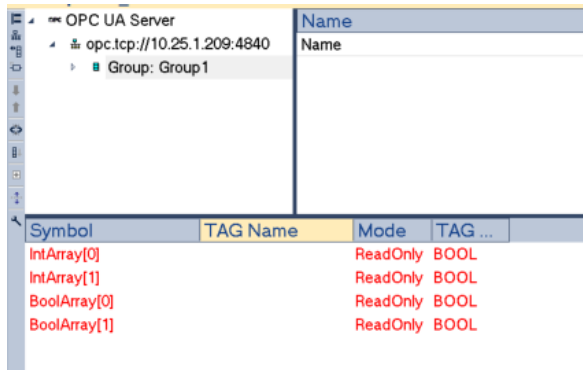 OPC OPC UA Server
opc.tcp://10.25.1.209:4840
Group: Group1
Name
Name
Symbol TAG Name Mode TAG ...
IntArray[0] ReadOnly BOOL
IntArray[1] ReadOnly BOOL
BoolArray[0] ReadOnly BOOL
BoolArray[1] ReadOnly BOOL